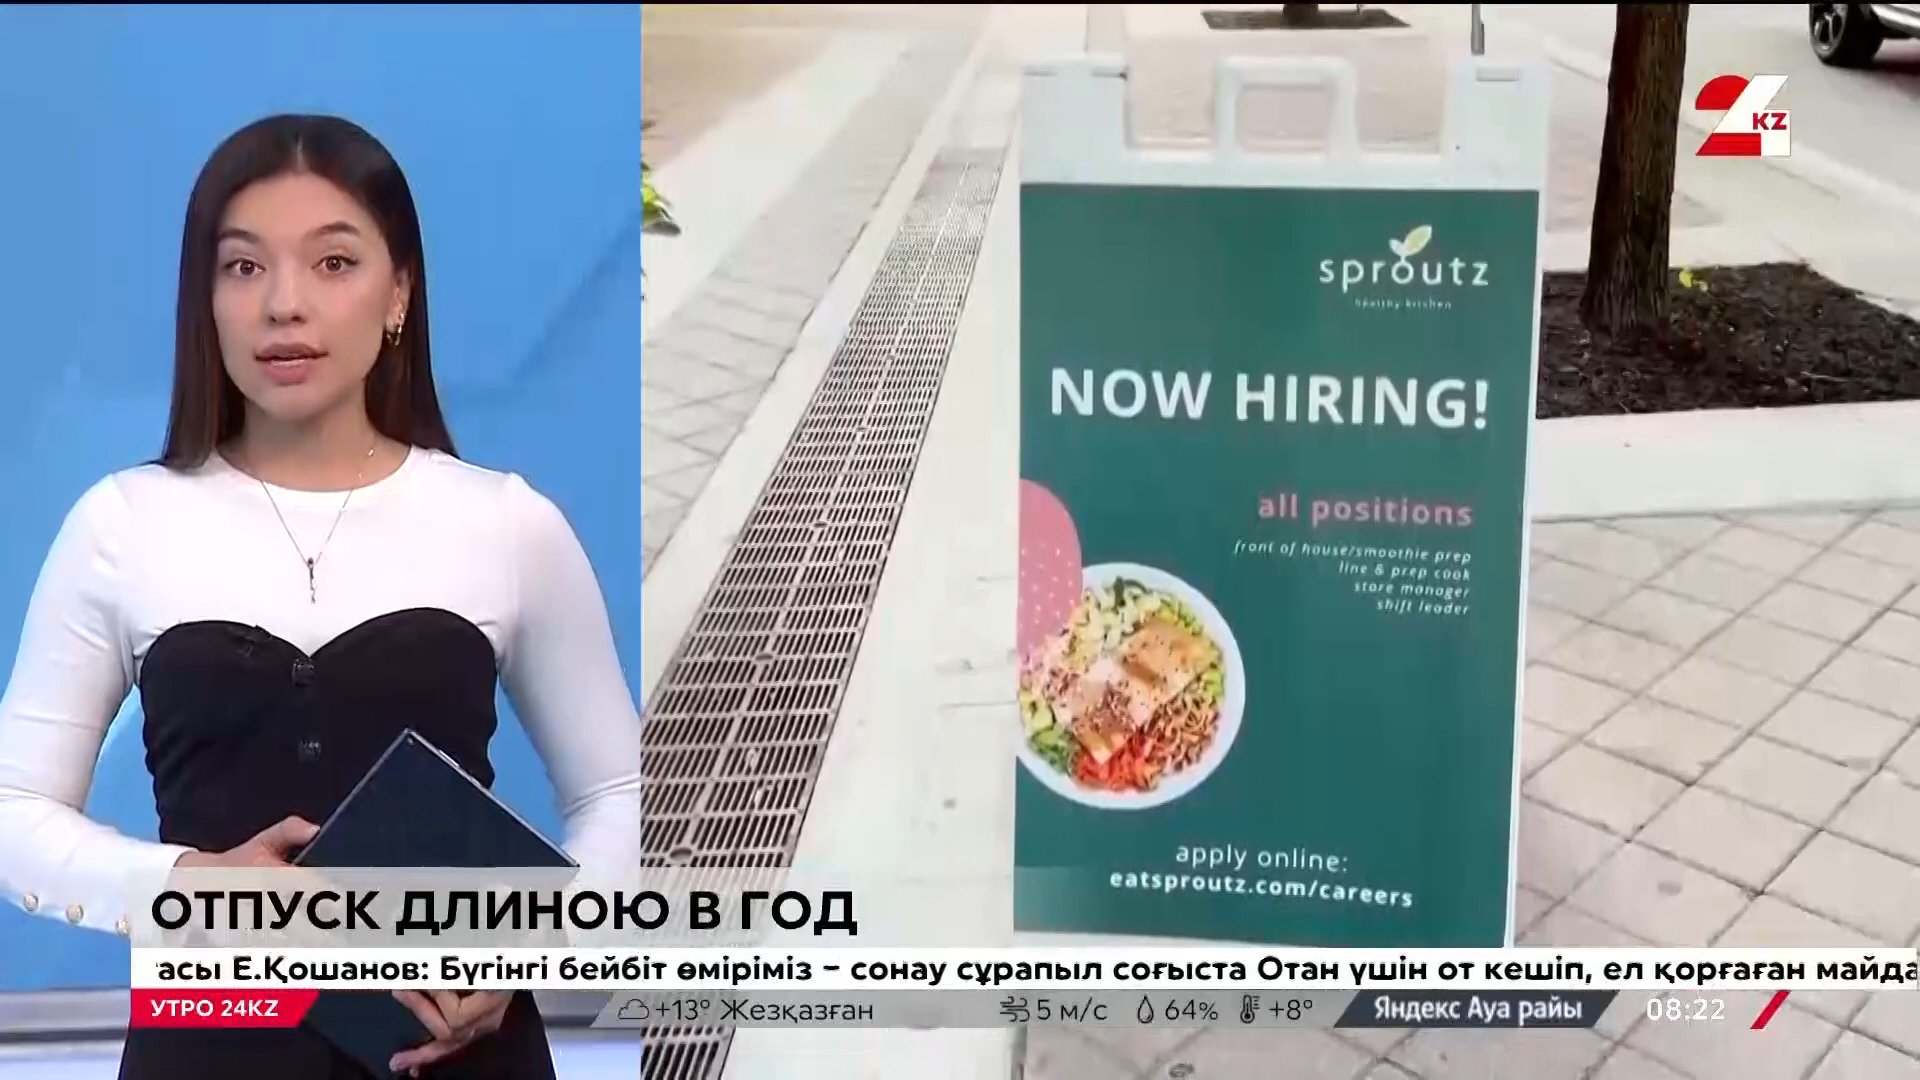 24
KZ
sproutz
healthy kitchen
NOW HIRING!
all positions
front of house/smoothie prep
line & prep cook
store manager
shift leader
apply online:
eatsproutz.com/careers
ОТПУСК ДЛИНОЮ В ГОД
асы Е.Қошанов: Бүгінгі бейбіт өміріміз – сонау сұрапыл соғыста Отан үшін от кешіп, ел қорғаған майда
УТРО 24KZ
+13° Жезқазған
5 м/с
64%
+8°
Яндекс Ауа райы
08:22